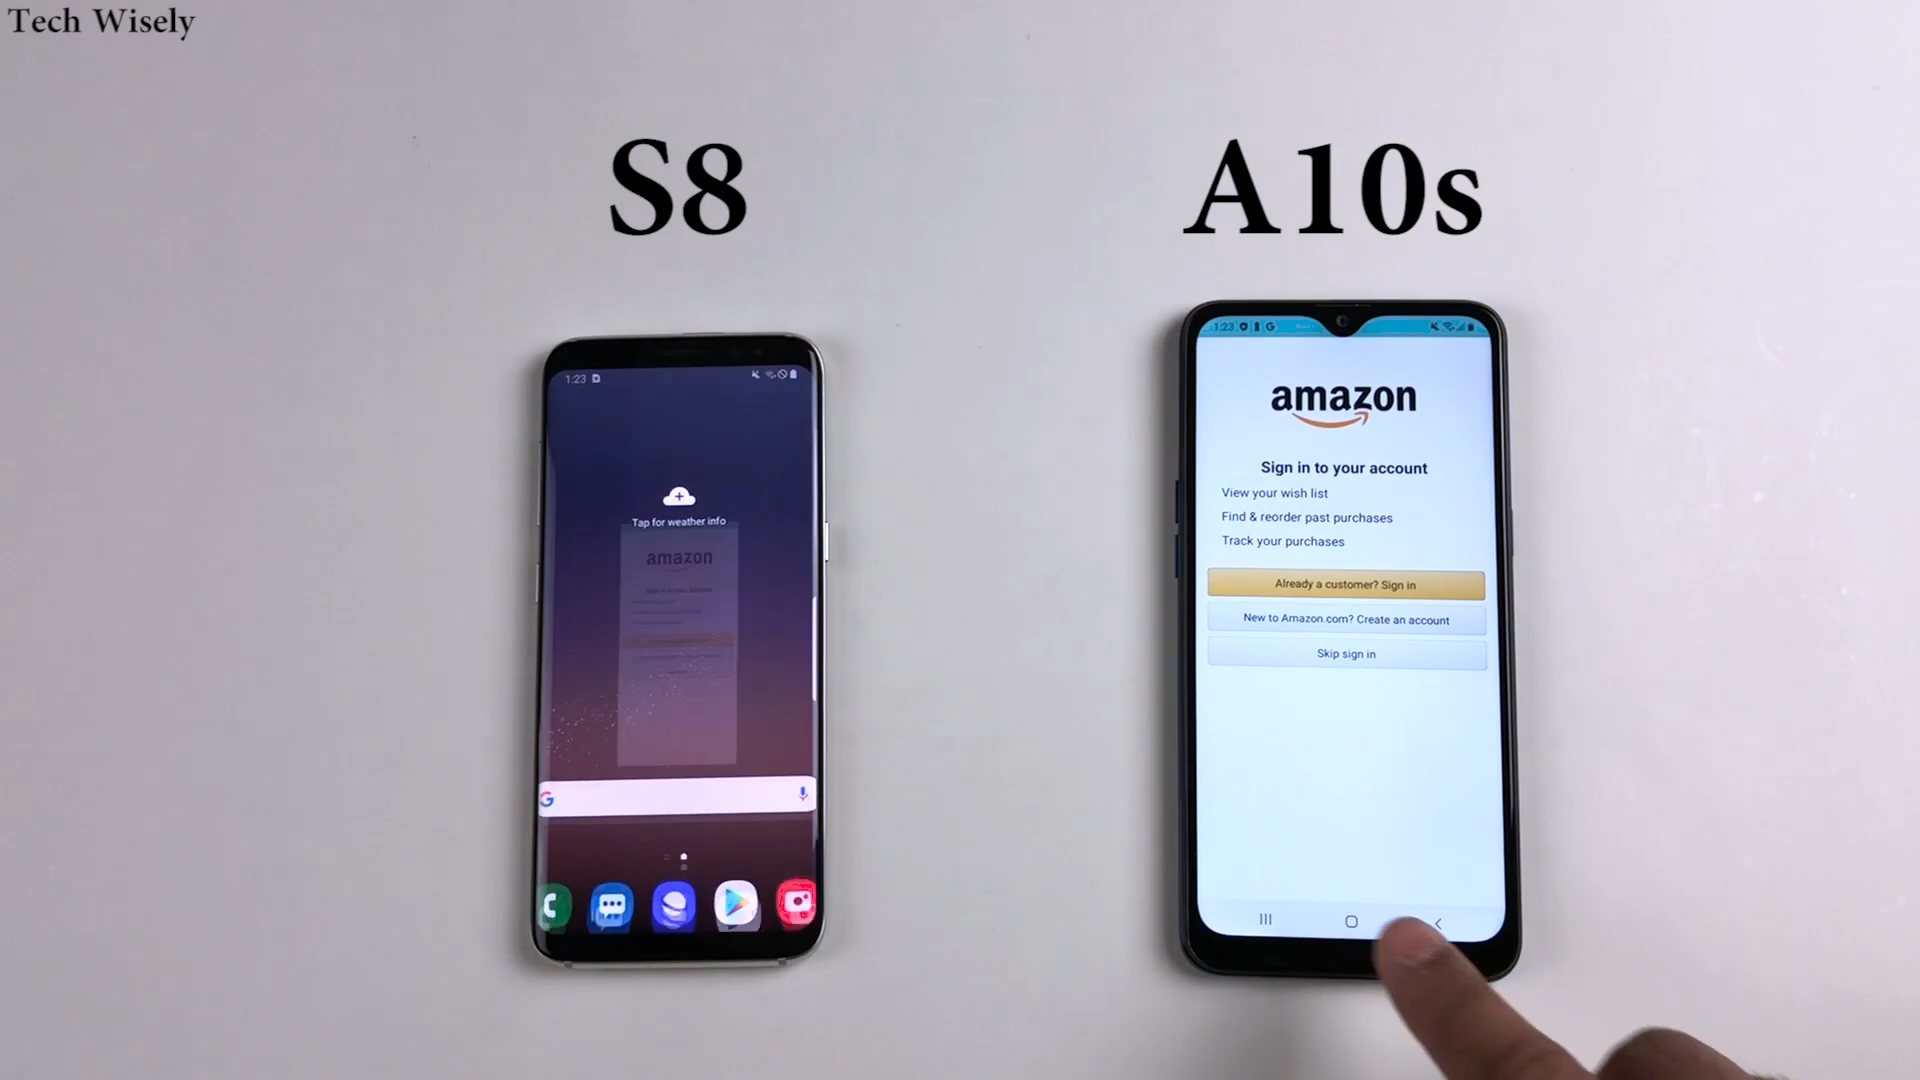 Tech Wisely
S8
A10s
1:23
Tap for weather info
amazon
1:23
amazon
Sign in to your account
View your wish list
Find & reorder past purchases
Track your purchases
Already a customer? Sign in
New to Amazon.com? Create an account
Skip sign in